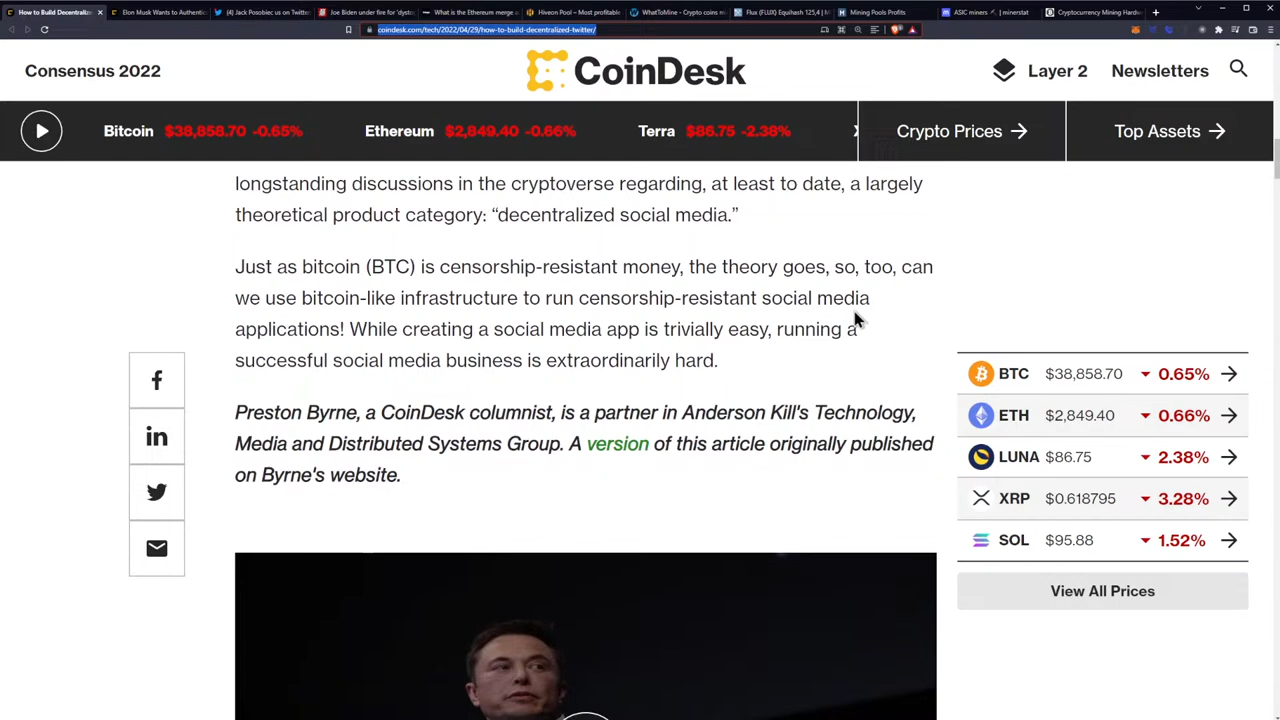 How to Build Decentraliz
Elon Musk Wants to Authentic
(4) Jack Posobiec us on Twitter
Joe Biden under fire for 'dysto
What is the Ethereum merge a
Hiveon Pool – Most profitable
WhatToMine - Crypto coins m
Flux (FLUX) Equihash 125,4 | M
Mining Pools Profits
ASIC miners | minerstat
Cryptocurrency Mining Hardw
coindesk.com/tech/2022/04/29/how-to-build-decentralized-twitter/
Consensus 2022
CoinDesk
Layer 2
Newsletters
Bitcoin $38,858.70 -0.65%
Ethereum $2,849.40 -0.66%
Terra $86.75 -2.38%
Crypto Prices →
Top Assets →
longstanding discussions in the cryptoverse regarding, at least to date, a largely
theoretical product category: “decentralized social media.”
Just as bitcoin (BTC) is censorship-resistant money, the theory goes, so, too, can
we use bitcoin-like infrastructure to run censorship-resistant social media
applications! While creating a social media app is trivially easy, running a
successful social media business is extraordinarily hard.
Preston Byrne, a CoinDesk columnist, is a partner in Anderson Kill's Technology,
Media and Distributed Systems Group. A version of this article originally published
on Byrne's website.
BTC $38,858.70 0.65%
ETH $2,849.40 0.66%
LUNA $86.75 2.38%
XRP $0.618795 3.28%
SOL $95.88 1.52%
View All Prices